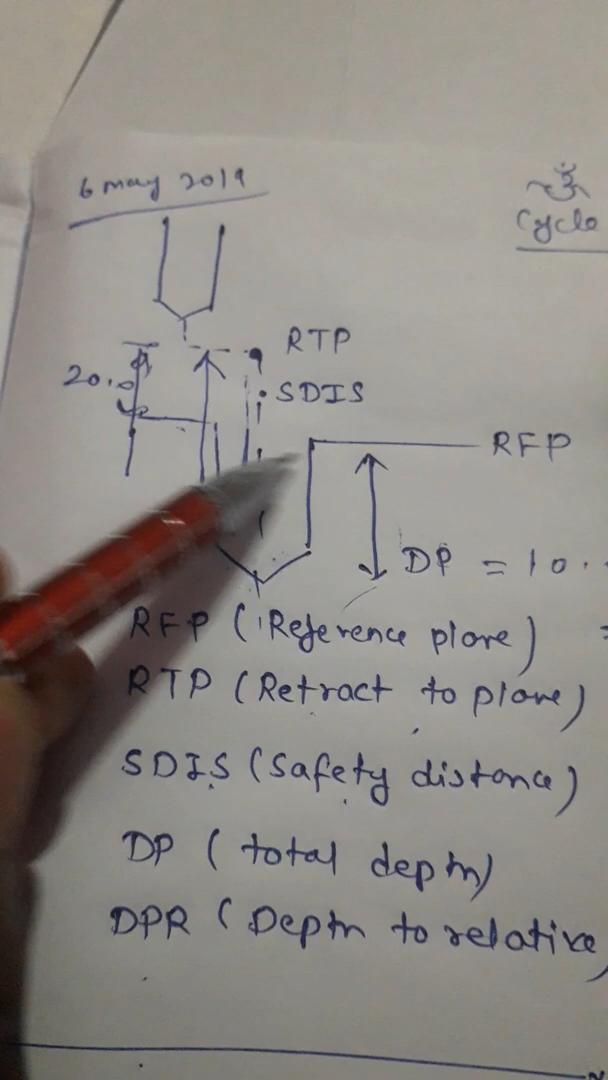 6 may 2019
ॐ
Cycle
RTP
20.0
SDIS
RFP
DP = 10.
RFP (Reference plane)
RTP (Retract to plane)
SDIS (Safety distance)
DP (total depth)
DPR (Depth to relative,